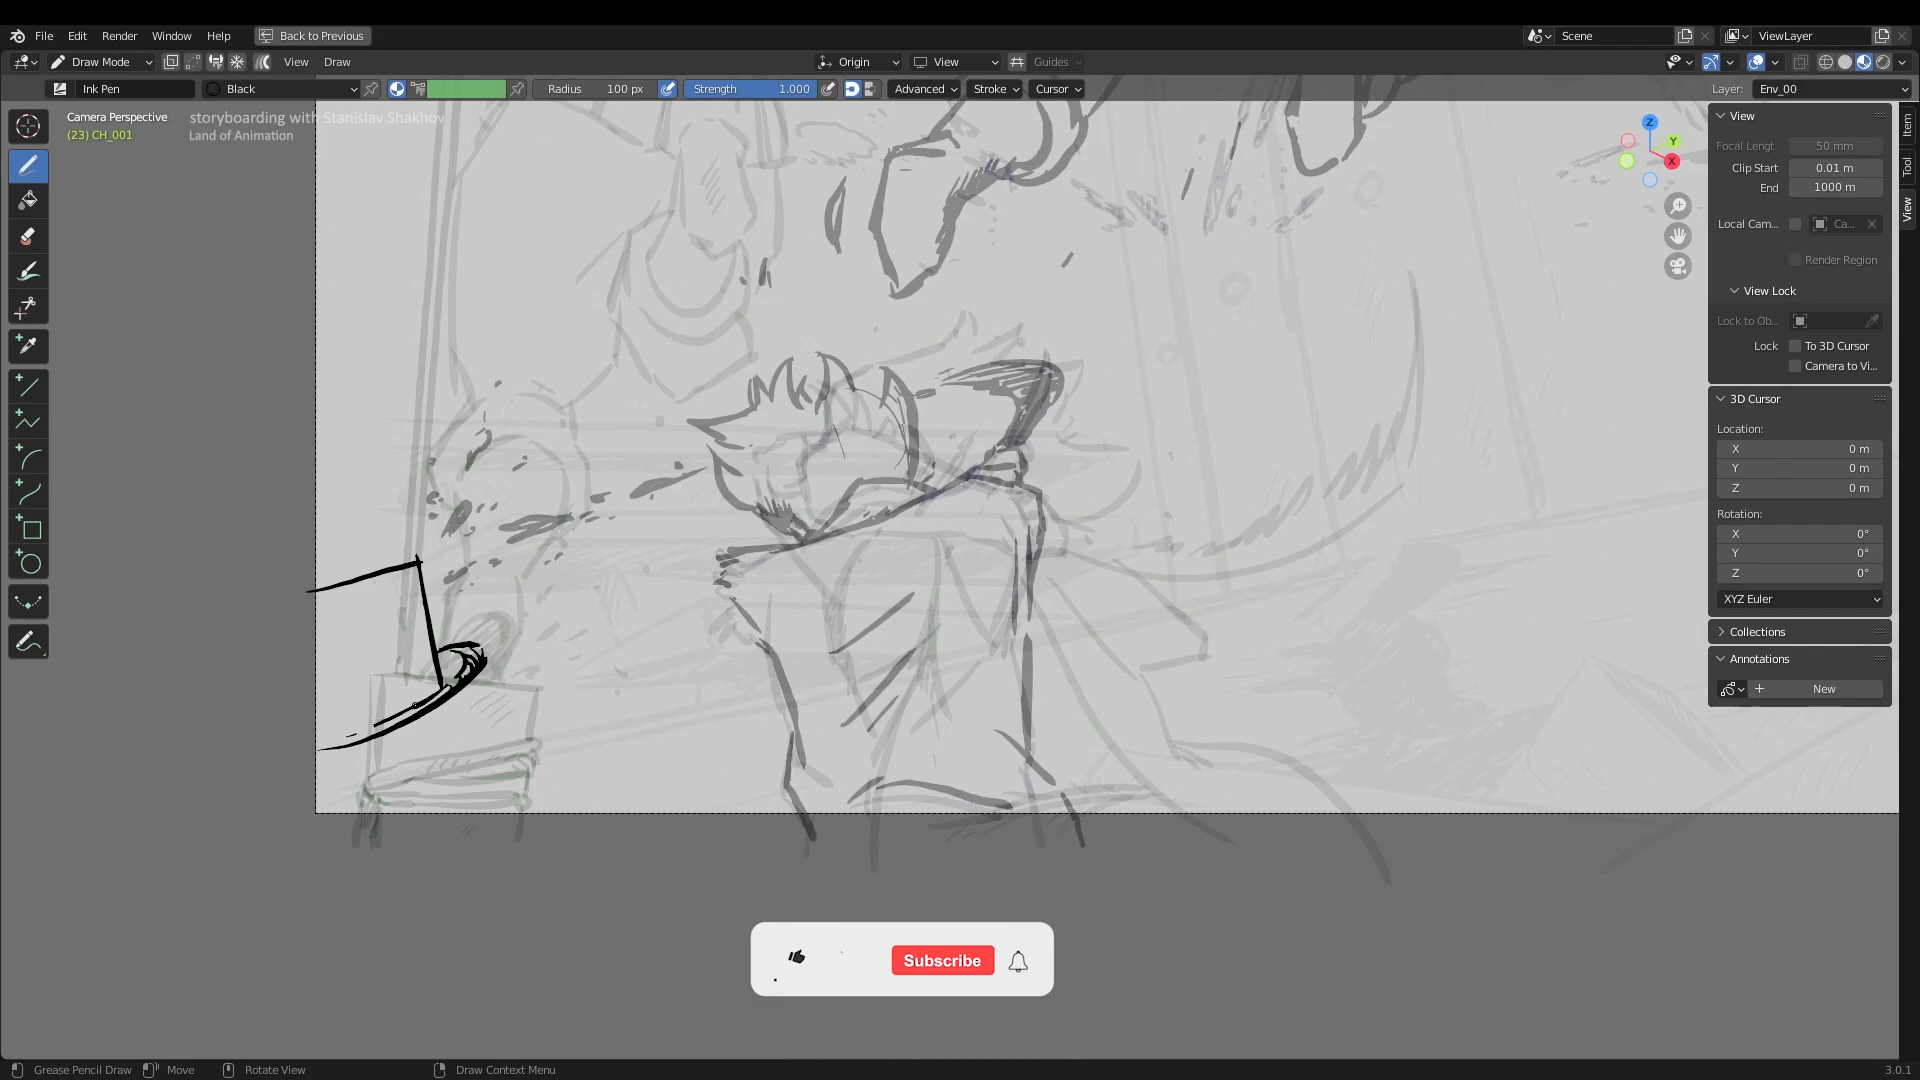 File Edit Render Window Help Back to Previous Scene ViewLayer
Draw Mode View Draw Origin View Guides
Ink Pen Black Radius 100 px Strength 1.000 Advanced Stroke Cursor Layer: Env_00
Camera Perspective
(23) CH_001
storyboarding with Stanislav Shakhov
Land of Animation
Z
Y
X
Item
Tool
View
View
Focal Lengt 50 mm
Clip Start 0.01 m
End 1000 m
Local Cam... Ca...
Render Region
View Lock
Lock to Ob...
Lock To 3D Cursor
Camera to Vi...
3D Cursor
Location:
X 0 m
Y 0 m
Z 0 m
Rotation:
X 0°
Y 0°
Z 0°
XYZ Euler
Collections
Annotations
New
Subscribe
Grease Pencil Draw Move Rotate View Draw Context Menu 3.0.1